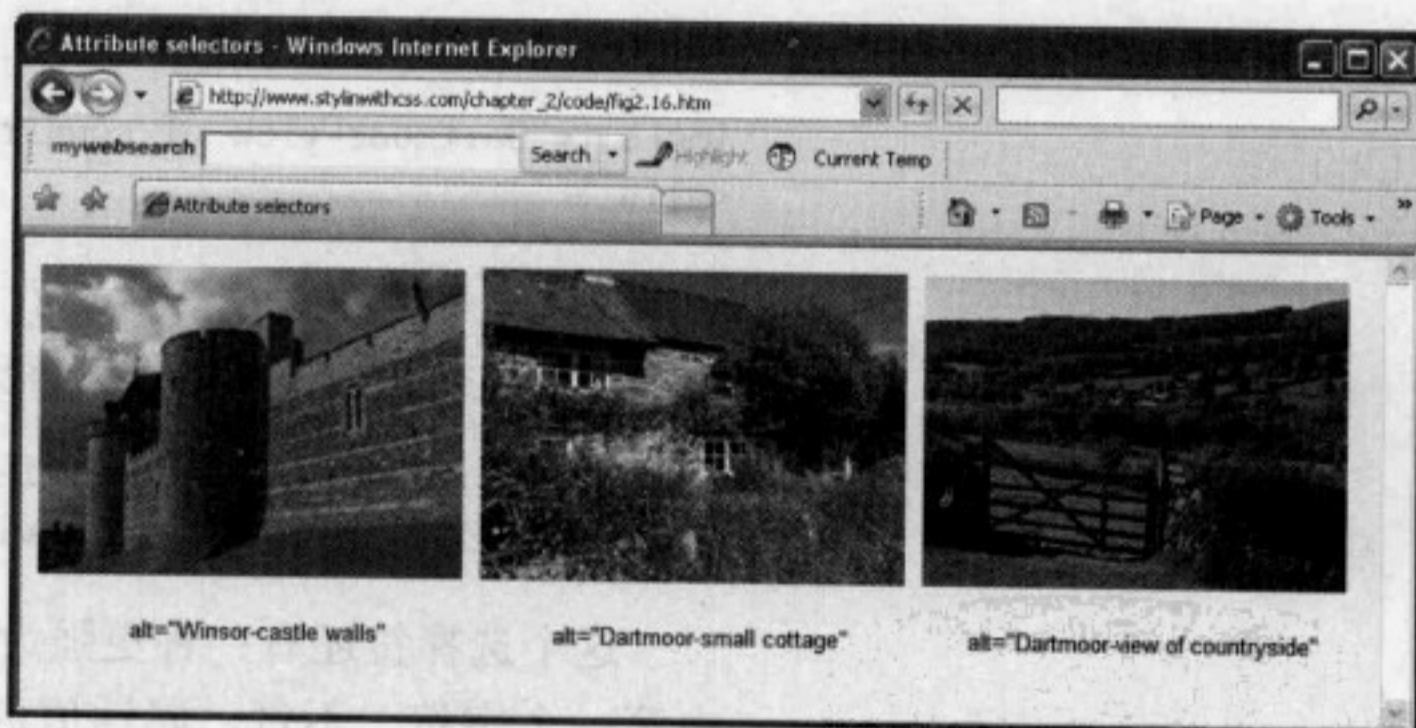 Attribute selectors - Windows Internet Explorer
http://www.stylinwithcss.com/chapter_2/code/fig2.16.htm
mywebsearch Search Highlight Current Temp
Attribute selectors Page Tools »
alt="Winsor-castle walls" alt="Dartmoor-small cottage" alt="Dartmoor-view of countryside"